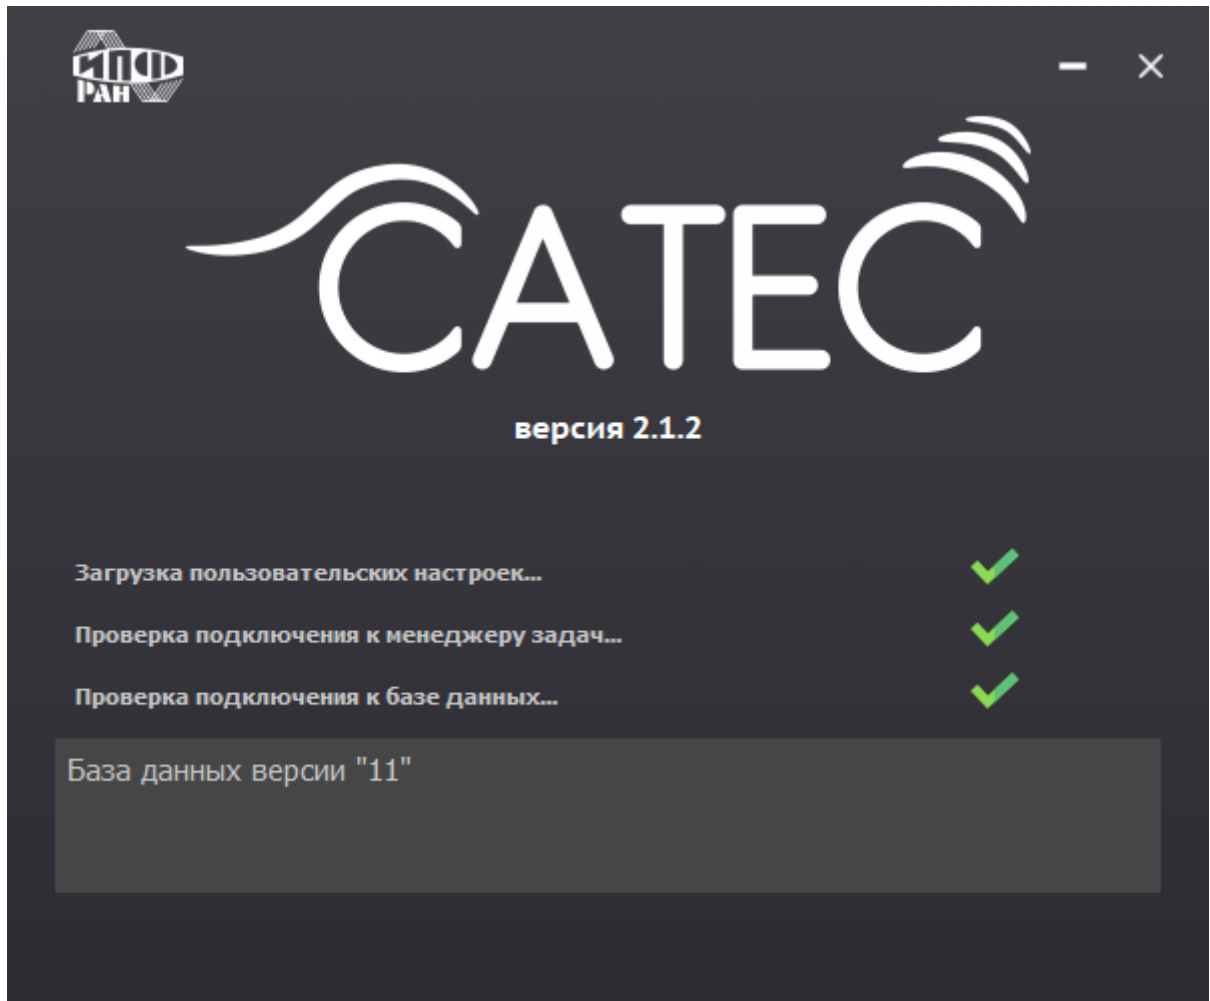 ИПФ
РАН
CATEC
версия 2.1.2
Загрузка пользовательских настроек...
Проверка подключения к менеджеру задач...
Проверка подключения к базе данных...
База данных версии "11"